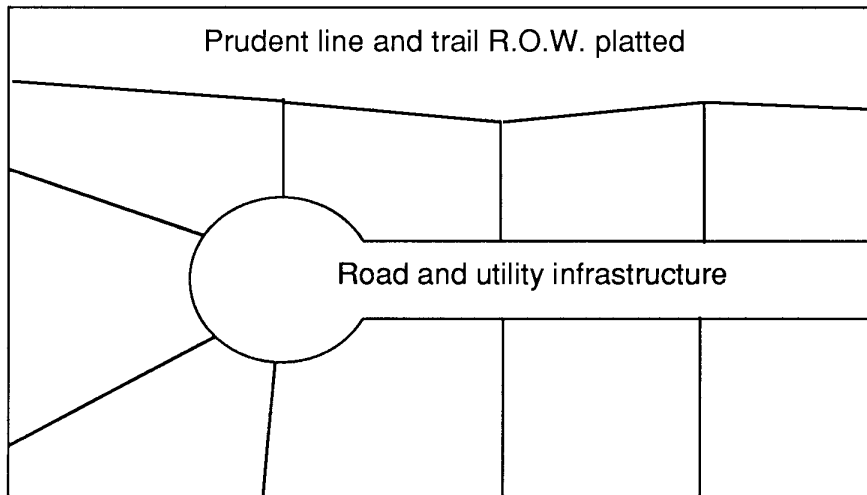 Prudent line and trail R.O.W. platted
Road and utility infrastructure